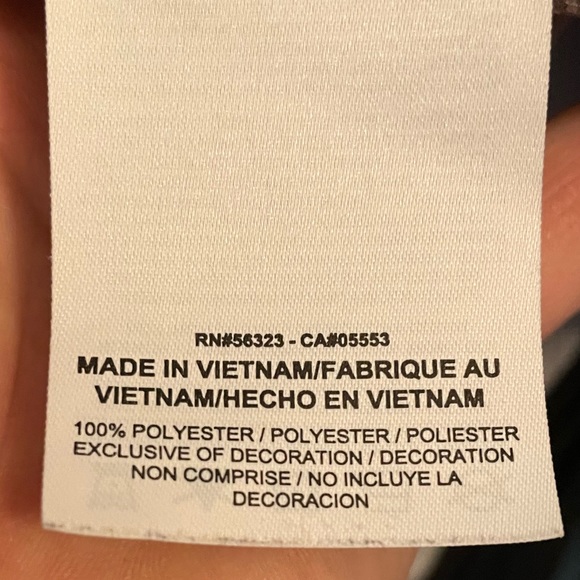 RN#56323 - CA#05553
MADE IN VIETNAM/FABRIQUE AU
VIETNAM/HECHO EN VIETNAM
100% POLYESTER / POLYESTER / POLIESTER
EXCLUSIVE OF DECORATION / DECORATION
NON COMPRISE / NO INCLUYE LA
DECORACION